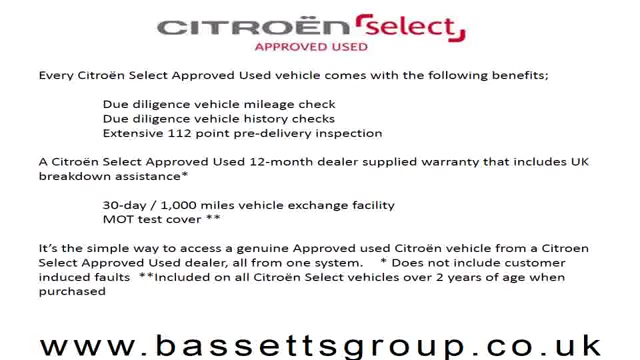 CITROËN select
APPROVED USED
Every Citroën Select Approved Used vehicle comes with the following benefits;
Due diligence vehicle mileage check
Due diligence vehicle history checks
Extensive 112 point pre-delivery inspection
A Citroën Select Approved Used 12-month dealer supplied warranty that includes UK
breakdown assistance*
30-day / 1,000 miles vehicle exchange facility
MOT test cover **
It's the simple way to access a genuine Approved used Citroën vehicle from a Citroen
Select Approved Used dealer, all from one system. * Does not include customer
induced faults **Included on all Citroën Select vehicles over 2 years of age when
purchased
www.bassettsgroup.co.uk